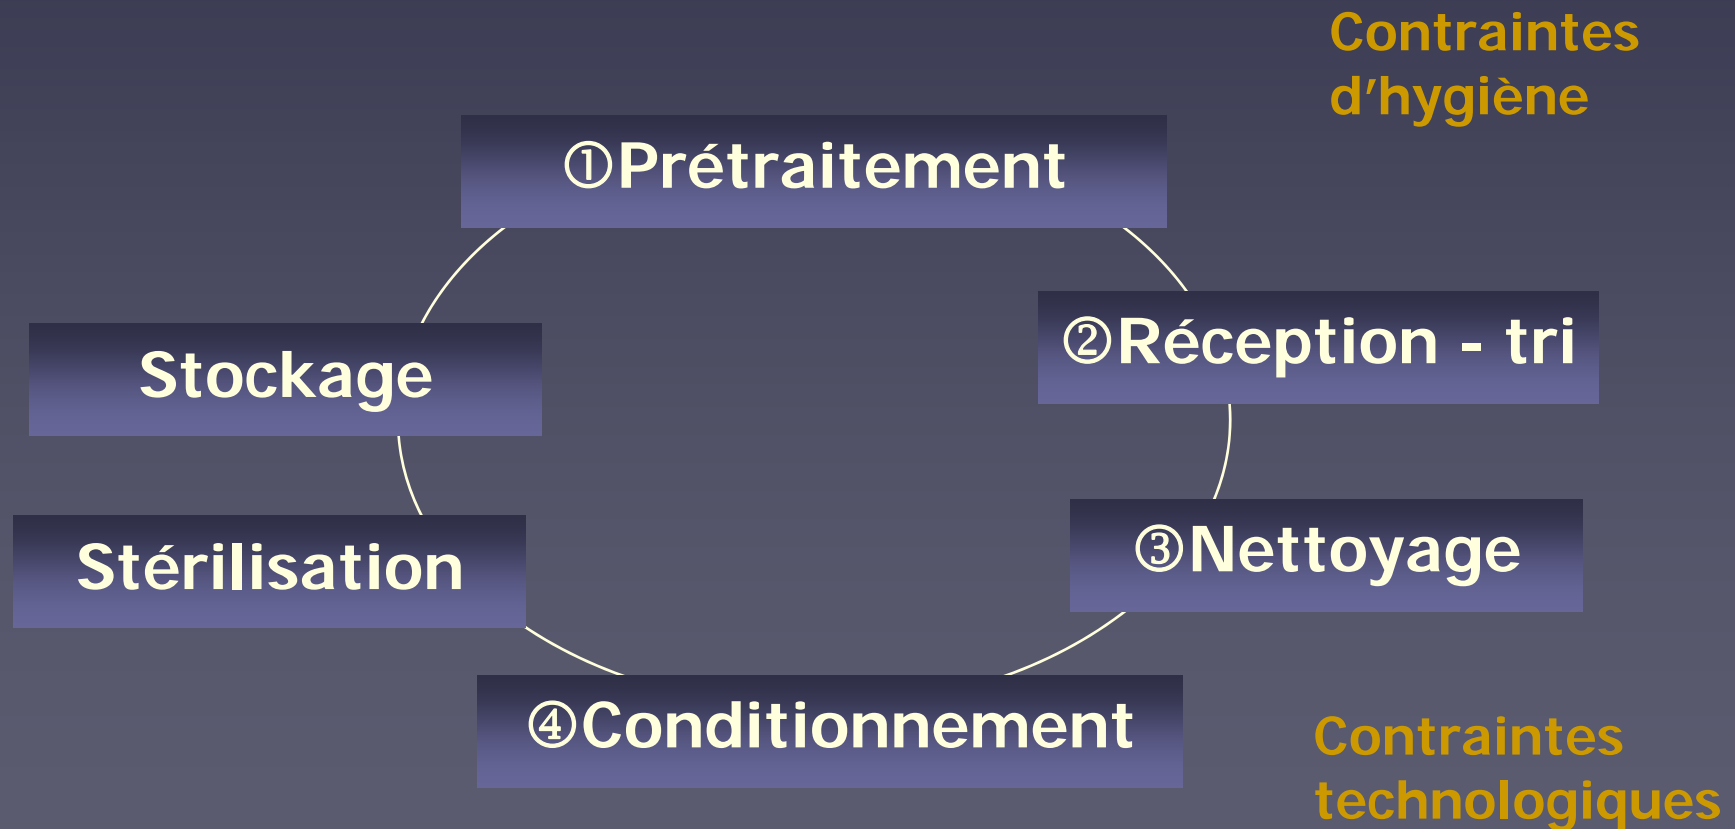 Contraintes
d’hygiène
①Prétraitement
②Réception - tri
Stockage
③Nettoyage
Stérilisation
④Conditionnement
Contraintes
technologiques